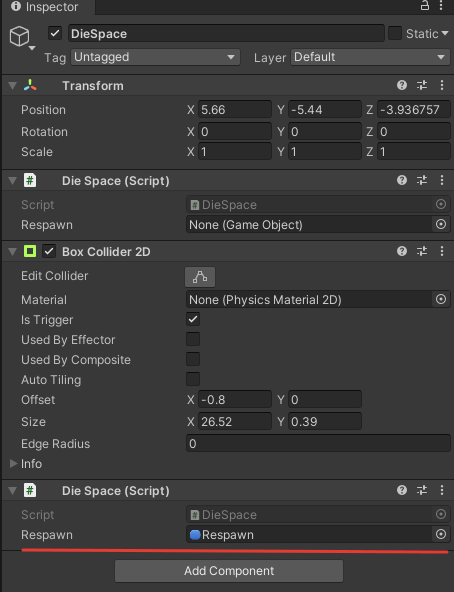 Inspector
DieSpace Static
Tag Untagged Layer Default
Transform
Position X 5.66 Y -5.44 Z -3.936757
Rotation X 0 Y 0 Z 0
Scale X 1 Y 1 Z 1
# Die Space (Script)
Script # DieSpace
Respawn None (Game Object)
Box Collider 2D
Edit Collider
Material None (Physics Material 2D)
Is Trigger
Used By Effector
Used By Composite
Auto Tiling
Offset X -0.8 Y 0
Size X 26.52 Y 0.39
Edge Radius 0
Info
# Die Space (Script)
Script # DieSpace
Respawn Respawn
Add Component